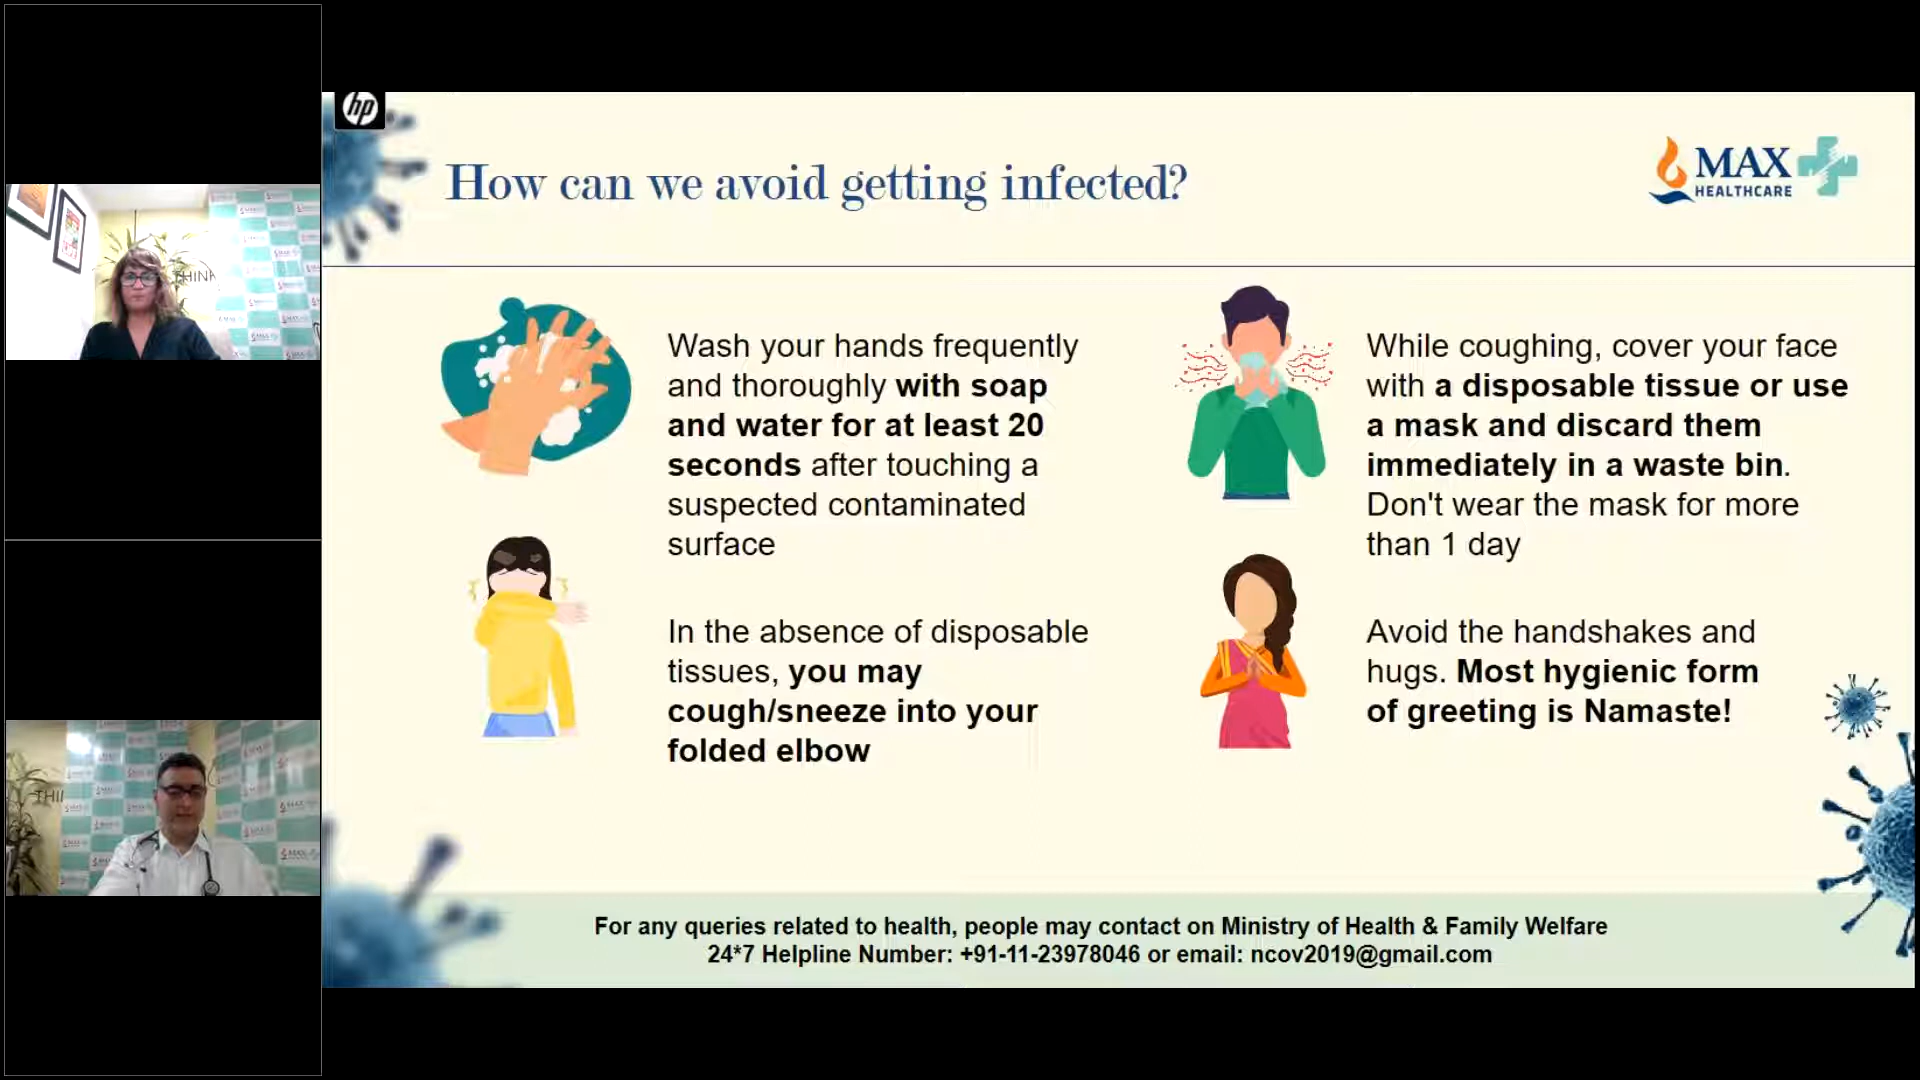 hp
How can we avoid getting infected?
MAX
HEALTHCARE
THINK
Wash your hands frequently
and thoroughly with soap
and water for at least 20
seconds after touching a
suspected contaminated
surface
While coughing, cover your face
with a disposable tissue or use
a mask and discard them
immediately in a waste bin.
Don't wear the mask for more
than 1 day
In the absence of disposable
tissues, you may
cough/sneeze into your
folded elbow
Avoid the handshakes and
hugs. Most hygienic form
of greeting is Namaste!
For any queries related to health, people may contact on Ministry of Health & Family Welfare
24*7 Helpline Number: +91-11-23978046 or email: ncov2019@gmail.com